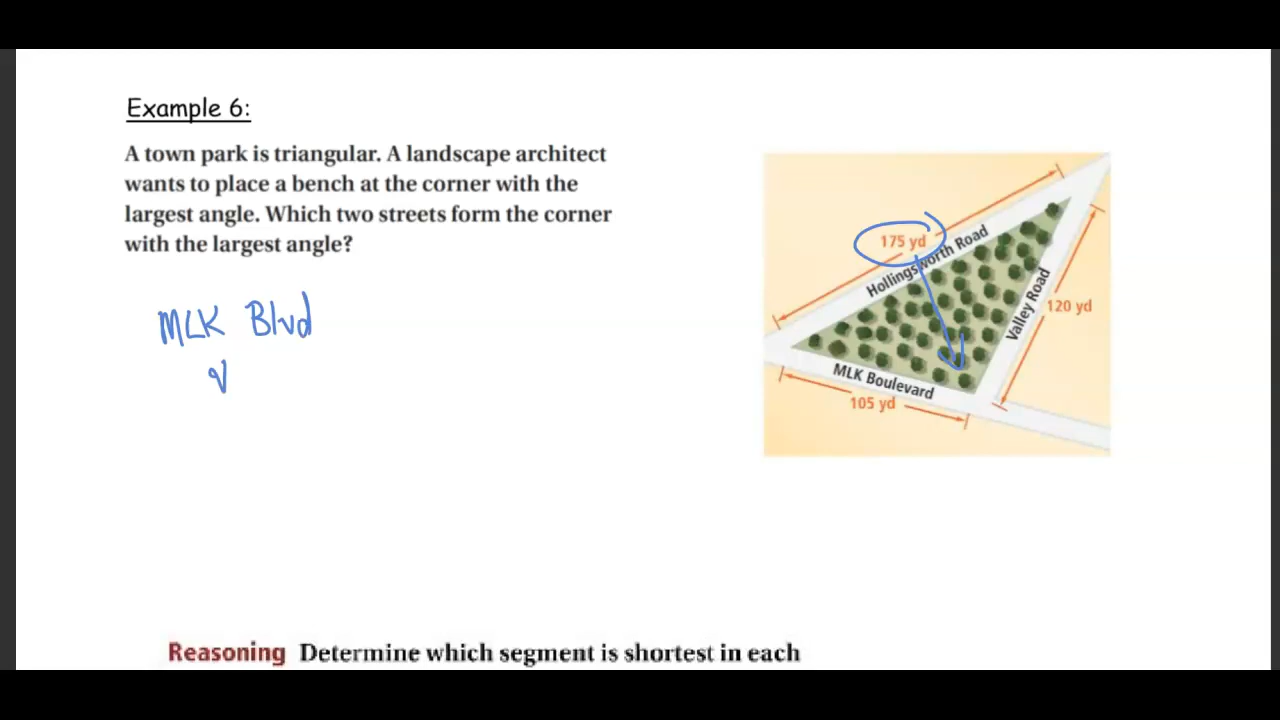 Example 6:
A town park is triangular. A landscape architect
wants to place a bench at the corner with the
largest angle. Which two streets form the corner
with the largest angle?
MLK Blvd
175 yd
Hollingsworth Road
Valley Road
120 yd
MLK Boulevard
105 yd
Reasoning Determine which segment is shortest in each